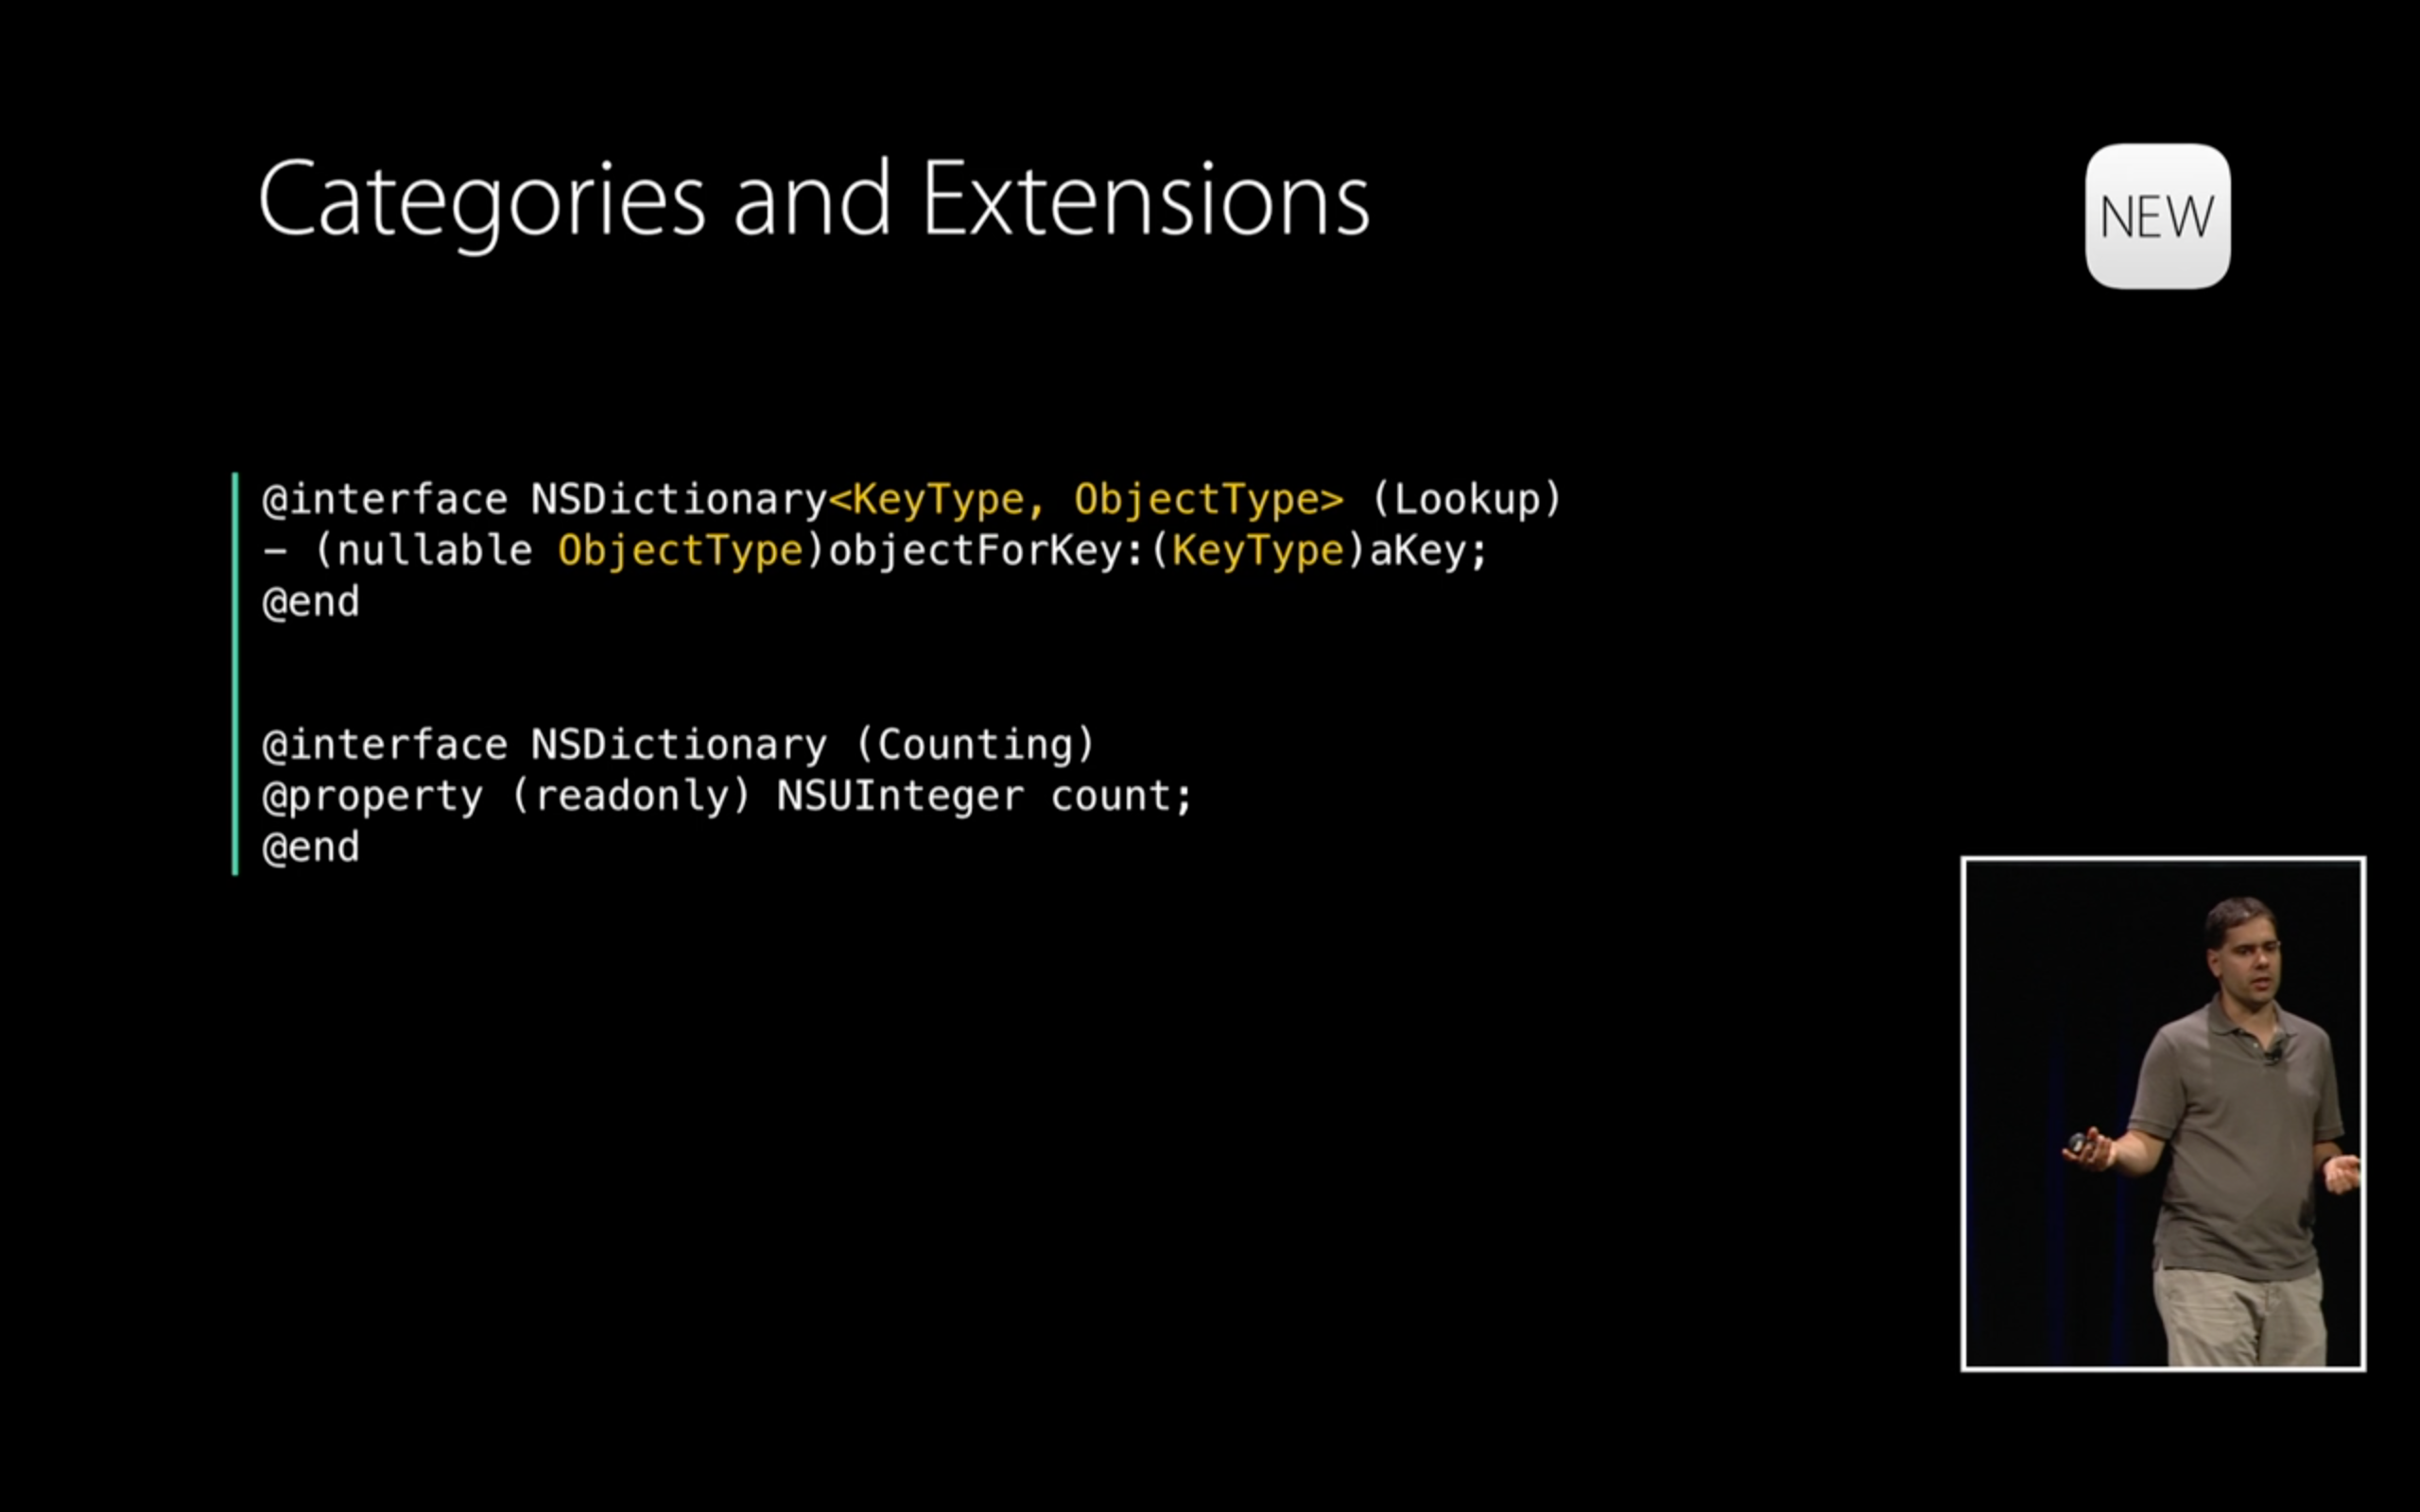 Categories and Extensions
NEW
@interface NSDictionary<KeyType, ObjectType> (Lookup)
– (nullable ObjectType)objectForKey:(KeyType)aKey;
@end
@interface NSDictionary (Counting)
@property (readonly) NSUInteger count;
@end